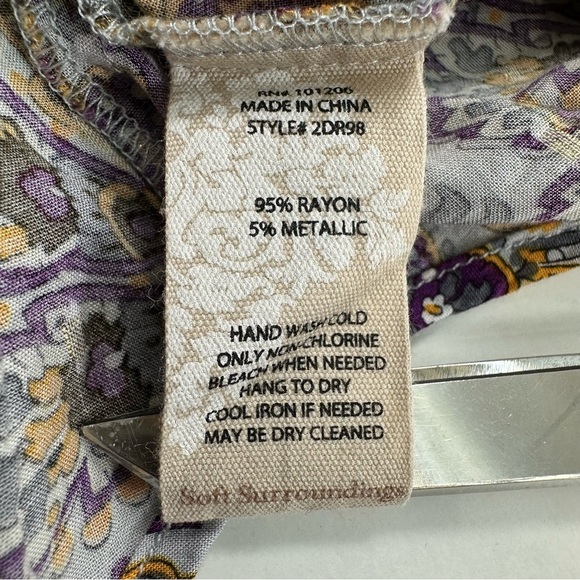 RN# 101206
MADE IN CHINA
STYLE# 2DR98
95% RAYON
5% METALLIC
HAND WASH COLD
ONLY NON-CHLORINE
BLEACH WHEN NEEDED
HANG TO DRY
COOL IRON IF NEEDED
MAY BE DRY CLEANED
Soft Surroundings